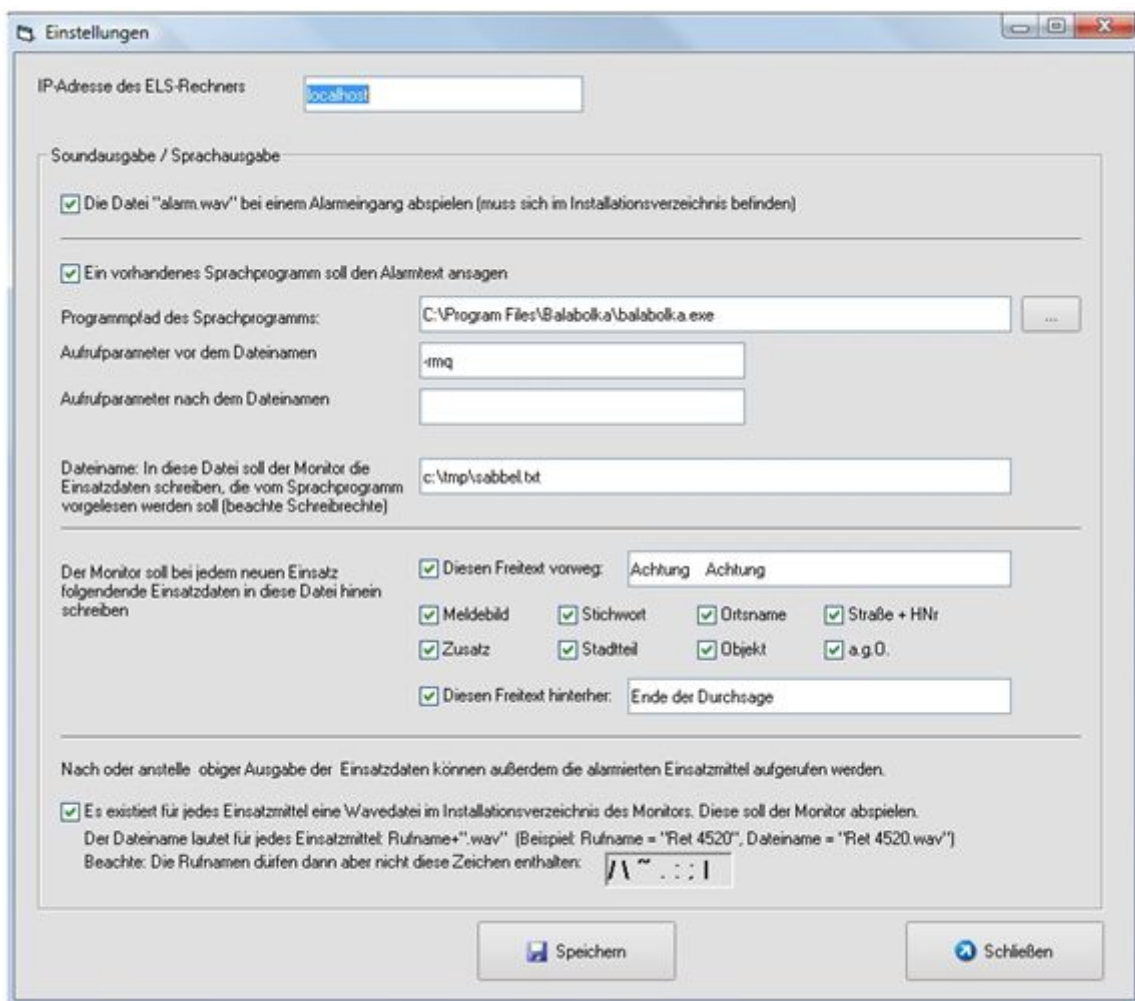 Einstellungen
IP-Adresse des ELS-Rechners
localhost
Soundausgabe / Sprachausgabe
Die Datei "alarm.wav" bei einem Alarmeingang abspielen (muss sich im Installationsverzeichnis befinden)
Ein vorhandenes Sprachprogramm soll den Alarmtext ansagen
Programmpfad des Sprachprogramms:
C:\Program Files\Balabolka\balabolka.exe
...
Aufrufparameter vor dem Dateinamen
-rmq
Aufrufparameter nach dem Dateinamen
Dateiname: In diese Datei soll der Monitor die
Einsatzdaten schreiben, die vom Sprachprogramm
vorgelesen werden soll (beachte Schreibrechte)
c:\tmp\sabbel.txt
Der Monitor soll bei jedem neuen Einsatz
folgendende Einsatzdaten in diese Datei hinein
schreiben
Diesen Freitext vorweg:
Achtung Achtung
Meldebild
Stichwort
Ortsname
Straße + HNr
Zusatz
Stadtteil
Objekt
a.g.O.
Diesen Freitext hinterher:
Ende der Durchsage
Nach oder anstelle obiger Ausgabe der Einsatzdaten können außerdem die alarmierten Einsatzmittel aufgerufen werden.
Es existiert für jedes Einsatzmittel eine Wavedatei im Installationsverzeichnis des Monitors. Diese soll der Monitor abspielen.
Der Dateiname lautet für jedes Einsatzmittel: Rufname+".wav" (Beispiel: Rufname = "Ret 4520", Dateiname = "Ret 4520.wav")
Beachte: Die Rufnamen dürfen dann aber nicht diese Zeichen enthalten:
/ \ ~ . : ; |
Speichern
Schließen